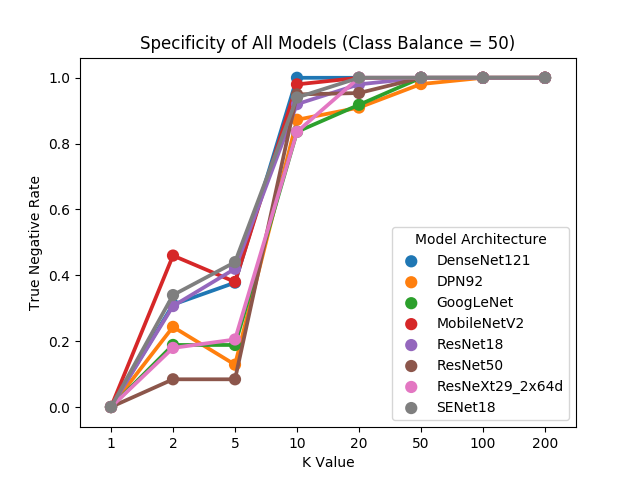 Specificity of All Models (Class Balance = 50)
True Negative Rate
1.0
0.8
0.6
0.4
0.2
0.0
Model Architecture
DenseNet121
DPN92
GoogLeNet
MobileNetV2
ResNet18
ResNet50
ResNeXt29_2x64d
SENet18
1 2 5 10 20 50 100 200
K Value